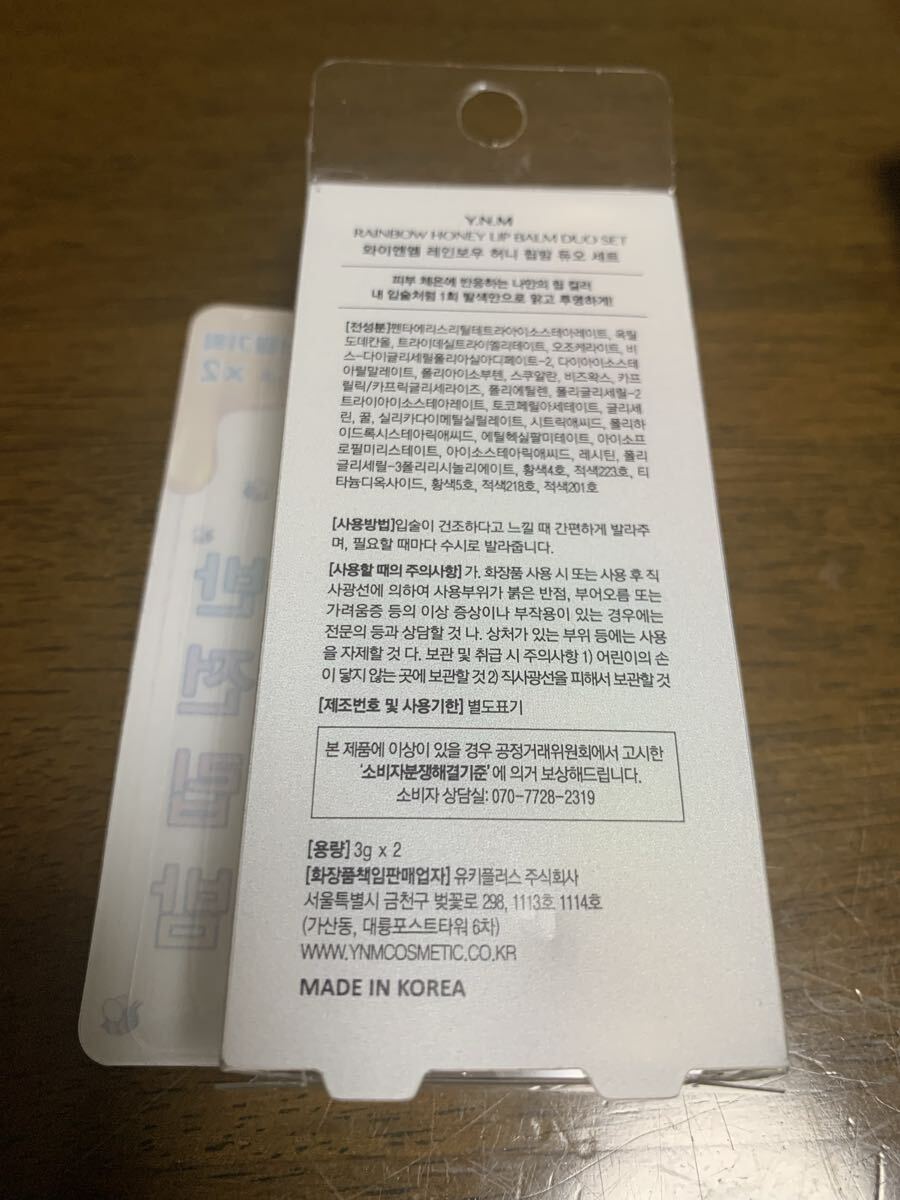 Y.N.M
RAINBOW HONEY LIP BALM DUO SET
와이앤엠 레인보우 허니 립밤 듀오 세트
피부 체온에 반응하는 나만의 립 컬러
내 입술처럼 1회 발색만으로 맑고 투명하게!
[전성분]펜타에리스리틸테트라아이소스테아레이트, 옥틸
도데칸올, 트라이데실트라이멜리테이트, 오조케라이트, 비
스-다이글리세릴폴리아실아디페이트-2, 다이아이소스테
아릴말레이트, 폴리아이소부텐, 스쿠알란, 비즈왁스, 카프
릴릭/카프릭글리세라이즈, 폴리에틸렌, 폴리글리세릴-2
트라이아이소스테아레이트, 토코페릴아세테이트, 글리세
린, 꿀, 실리카다이메틸실릴레이트, 시트릭애씨드, 폴리하
이드록시스테아릭애씨드, 에틸헥실팔미테이트, 아이소프
로필미리스테이트, 아이소스테아릭애씨드, 레시틴, 폴리
글리세릴-3폴리리시놀리에이트, 황색4호, 적색223호, 티
타늄디옥사이드, 황색5호, 적색218호, 적색201호
[사용방법]입술이 건조하다고 느낄 때 간편하게 발라주
며, 필요할 때마다 수시로 발라줍니다.
[사용할 때의 주의사항] 가. 화장품 사용 시 또는 사용 후 직
사광선에 의하여 사용부위가 붉은 반점, 부어오름 또는
가려움증 등의 이상 증상이나 부작용이 있는 경우에는
전문의 등과 상담할 것 나. 상처가 있는 부위 등에는 사용
을 자제할 것 다. 보관 및 취급 시 주의사항 1) 어린이의 손
이 닿지 않는 곳에 보관할 것 2) 직사광선을 피해서 보관할 것
[제조번호 및 사용기한] 별도표기
본 제품에 이상이 있을 경우 공정거래위원회에서 고시한
'소비자분쟁해결기준'에 의거 보상해드립니다.
소비자 상담실: 070-7728-2319
[용량] 3g x 2
[화장품책임판매업자] 유키플러스 주식회사
서울특별시 금천구 벚꽃로 298, 1113호 1114호
(가산동, 대륭포스트타워 6차)
WWW.YNMCOSMETIC.CO.KR
MADE IN KOREA
× 2
반전립밤